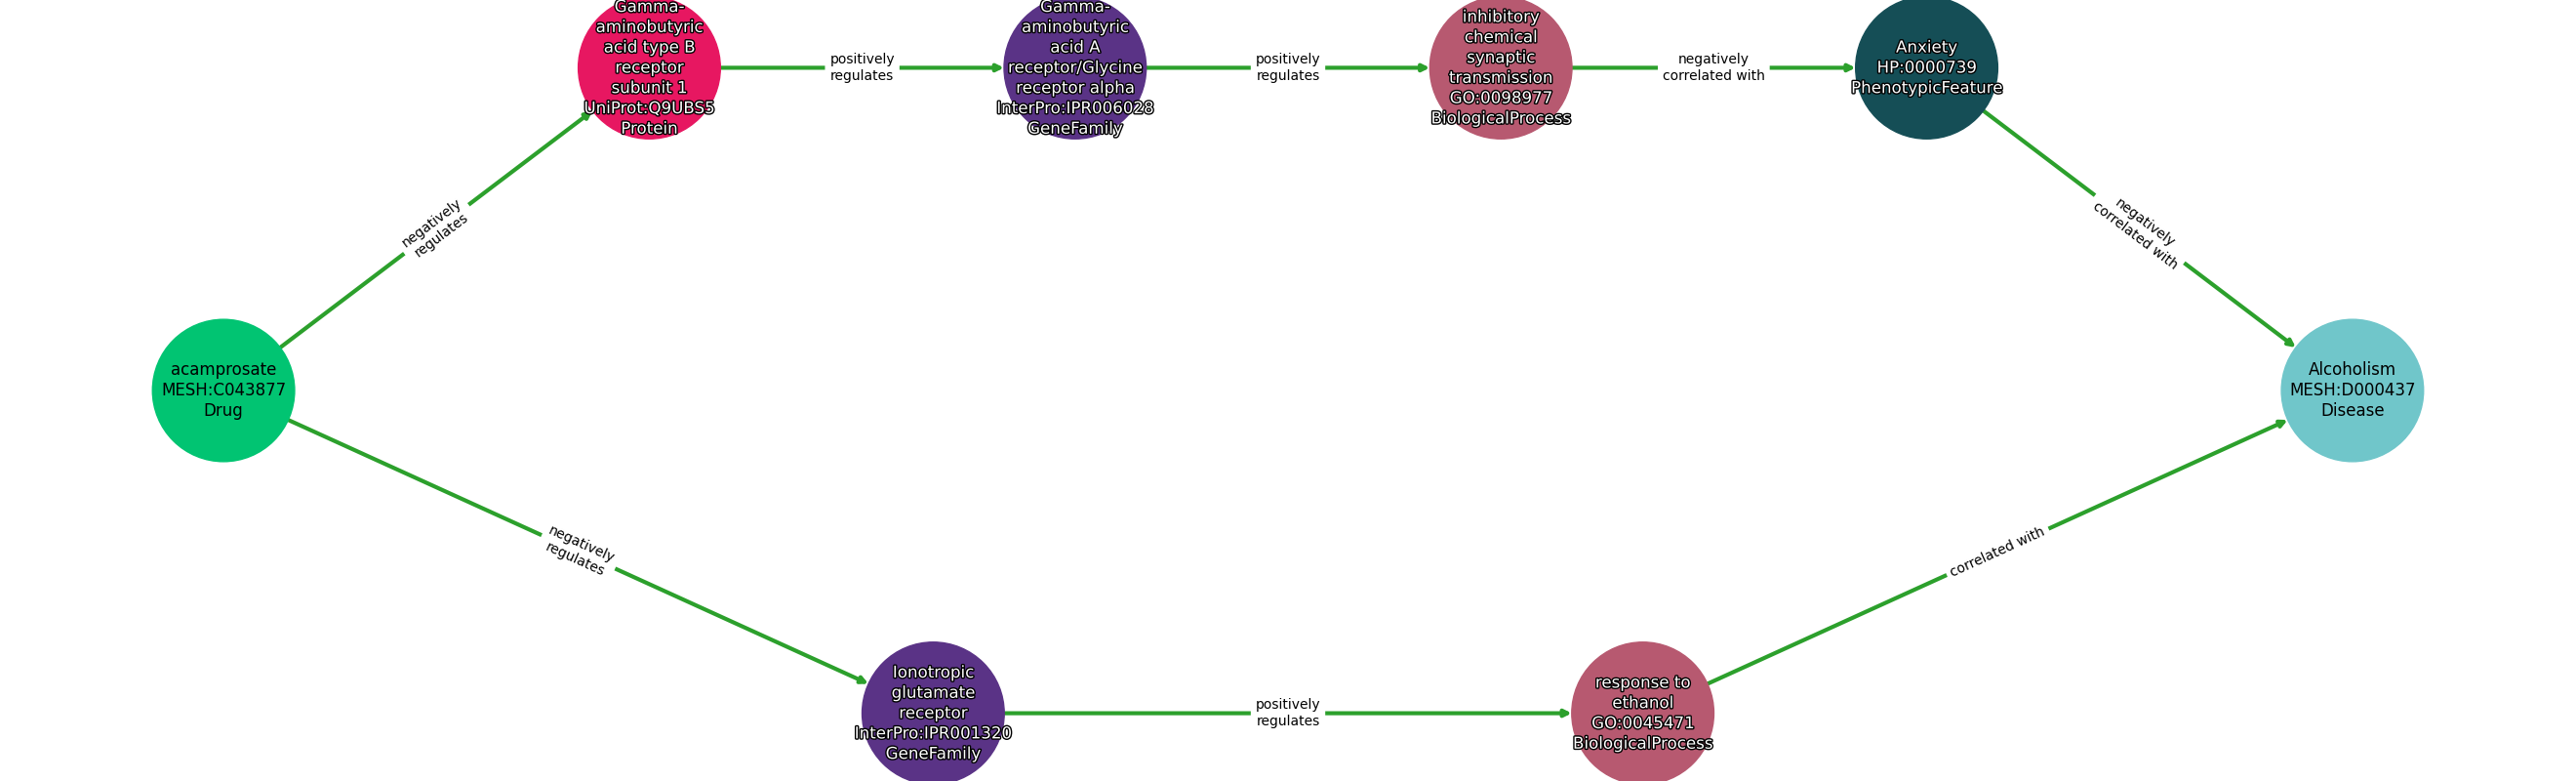 Gamma-
aminobutyric
acid type B
receptor
subunit 1
UniProt:Q9UBS5
Protein
positively
regulates
Gamma-
aminobutyric
acid A
receptor/Glycine
receptor alpha
InterPro:IPR006028
GeneFamily
positively
regulates
inhibitory
chemical
synaptic
transmission
GO:0098977
BiologicalProcess
negatively
correlated with
Anxiety
HP:0000739
PhenotypicFeature
negatively
regulates
negatively
correlated with
acamprosate
MESH:C043877
Drug
Alcoholism
MESH:D000437
Disease
negatively
regulates
correlated with
Ionotropic
glutamate
receptor
InterPro:IPR001320
GeneFamily
positively
regulates
response to
ethanol
GO:0045471
BiologicalProcess